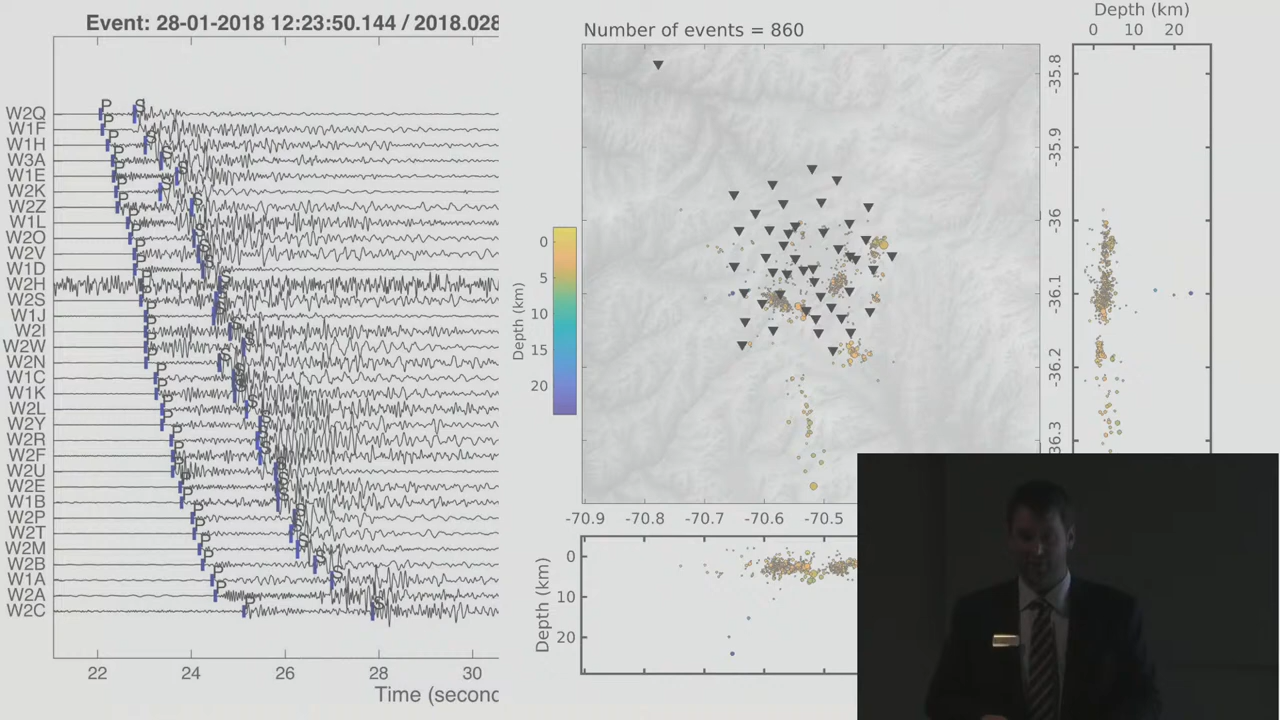 Event: 28-01-2018 12:23:50.144 / 2018.028
W2Q
W1F
W1H
W3A
W1E
W2K
W2Z
W1L
W2O
W2V
W1D
W2H
W2S
W1J
W2I
W2W
W2N
W1C
W1K
W2L
W2Y
W2R
W2F
W2U
W2E
W1B
W2P
W2T
W2M
W2B
W1A
W2A
W2C
P
S
22
24
26
28
30
Time (second
Number of events = 860
Depth (km)
0
5
10
15
20
-70.9
-70.8
-70.7
-70.6
-70.5
Depth (km)
0
10
20
Depth (km)
0
10
20
-35.8
-35.9
-36
-36.1
-36.2
-36.3